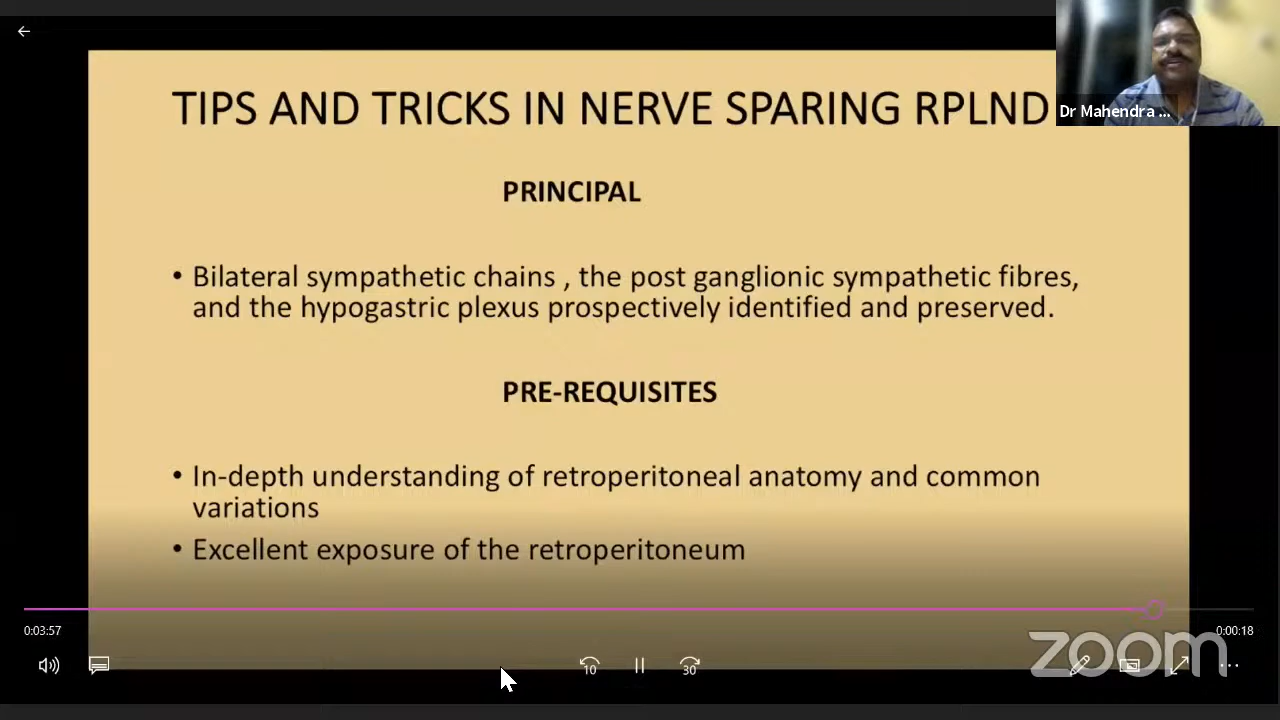 TIPS AND TRICKS IN NERVE SPARING RPLND
Dr Mahendra ...
PRINCIPAL
• Bilateral sympathetic chains , the post ganglionic sympathetic fibres,
and the hypogastric plexus prospectively identified and preserved.
PRE-REQUISITES
• In-depth understanding of retroperitoneal anatomy and common
variations
• Excellent exposure of the retroperitoneum
0:03:57
0:00:18
10
30
zoom